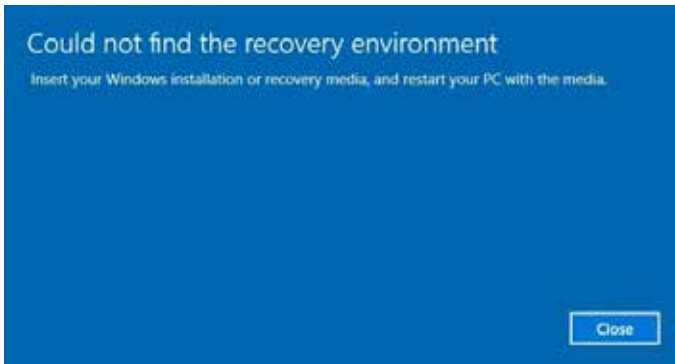 Could not find the recovery environment
Insert your Windows installation or recovery media, and restart your PC with the media.
Close